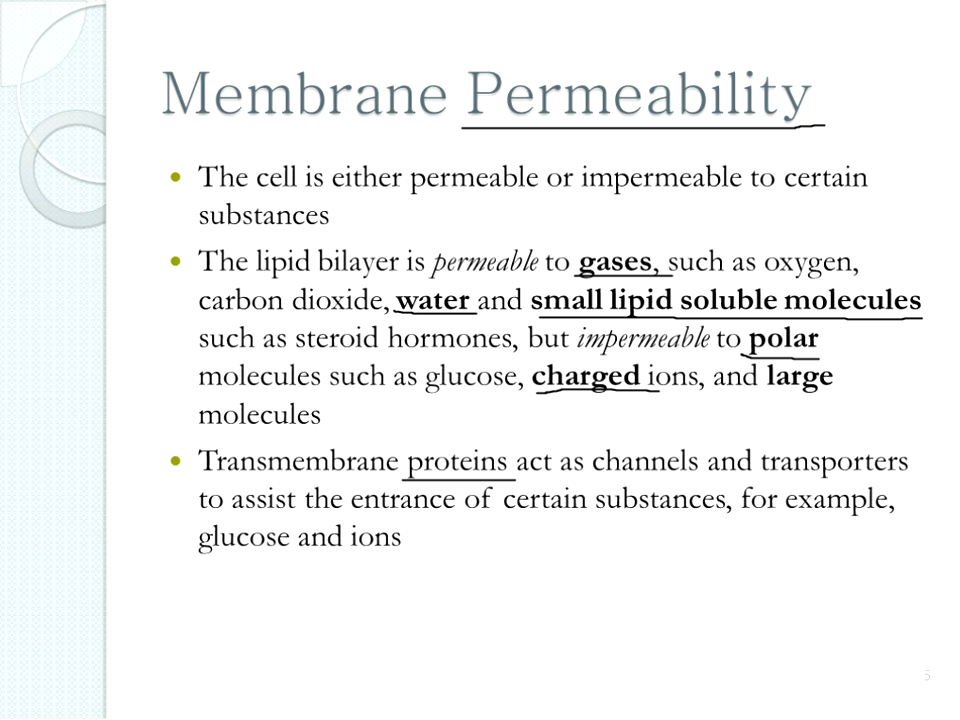 Membrane Permeability
The cell is either permeable or impermeable to certain
substances
The lipid bilayer is permeable to gases, such as oxygen,
carbon dioxide, water and small lipid soluble molecules
such as steroid hormones, but impermeable to polar
molecules such as glucose, charged ions, and large
molecules
Transmembrane proteins act as channels and transporters
to assist the entrance of certain substances, for example,
glucose and ions
5